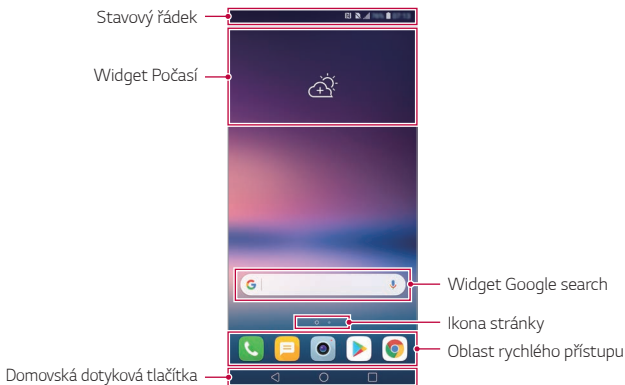 Stavový řádek
Widget Počasí
Widget Google search
Ikona stránky
Oblast rychlého přístupu
Domovská dotyková tlačítka